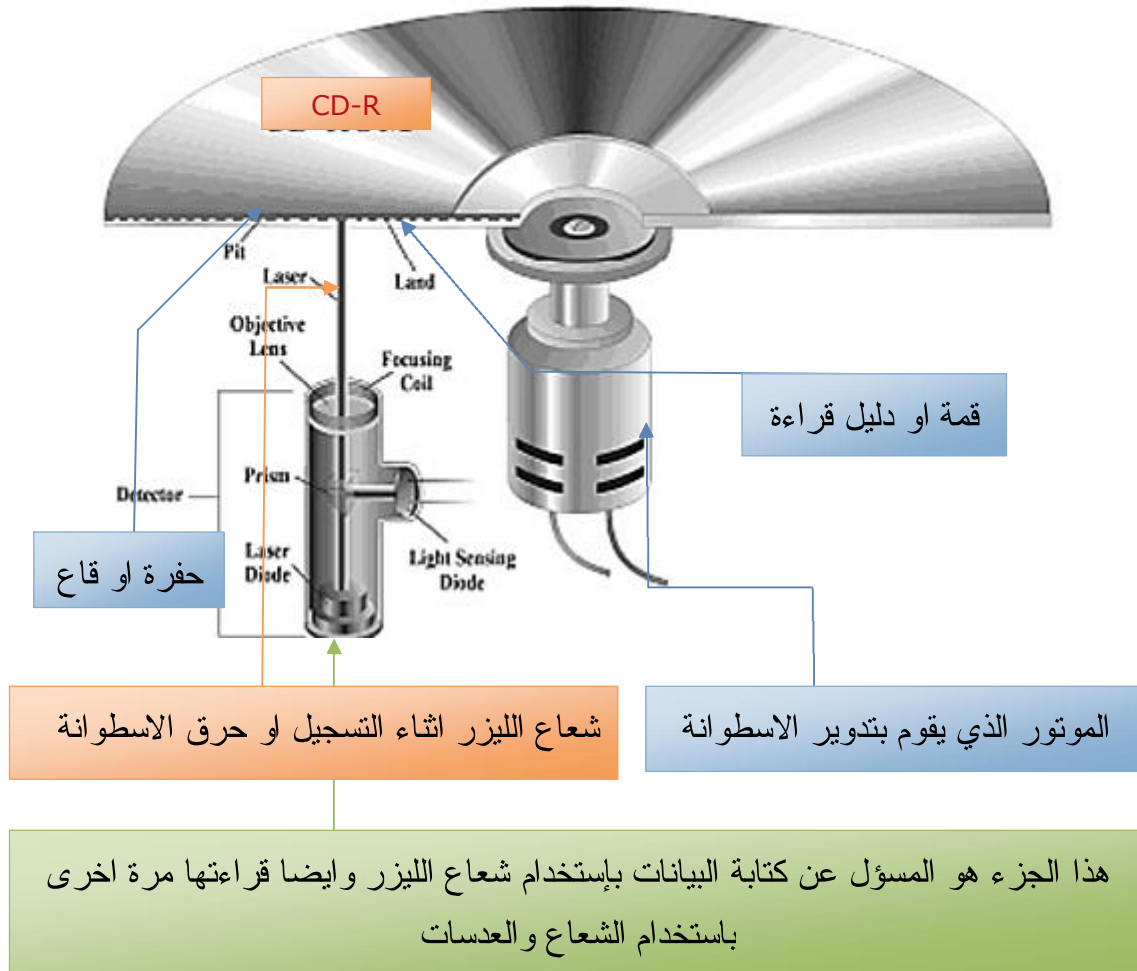 CD-R
Pit
Land
Laser
Objective
Lens
Focusing
Coil
قمة او دليل قراءة
Prism
Detector
Laser
Diode
Light Sensing
Diode
حفرة او قاع
شعاع الليزر اثناء التسجيل او حرق الاسطوانة
الموتور الذي يقوم بتدوير الاسطوانة
هذا الجزء هو المسؤل عن كتابة البيانات بإستخدام شعاع الليزر وايضا قراءتها مرة اخرى
باستخدام الشعاع والعدسات